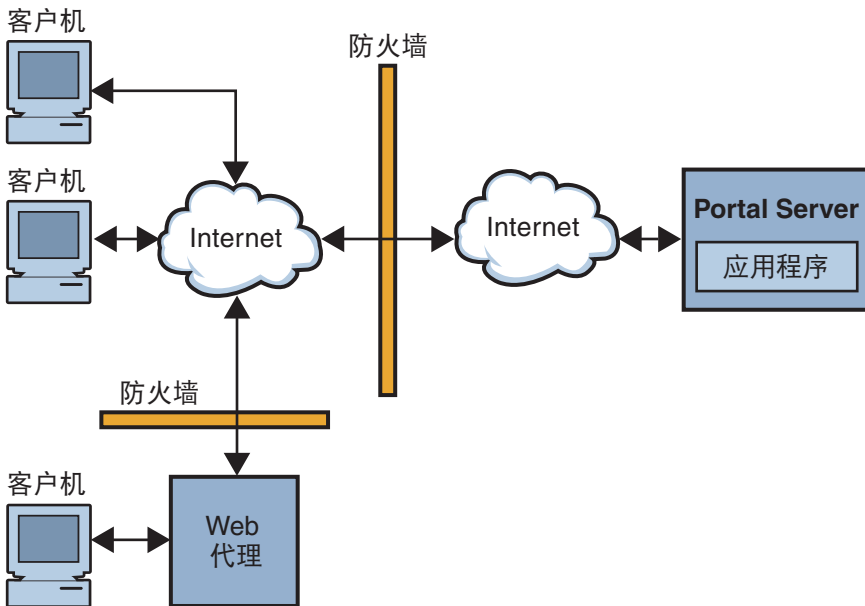 客户机
防火墙
客户机
Internet
Internet
Portal Server
应用程序
防火墙
客户机
Web
代理